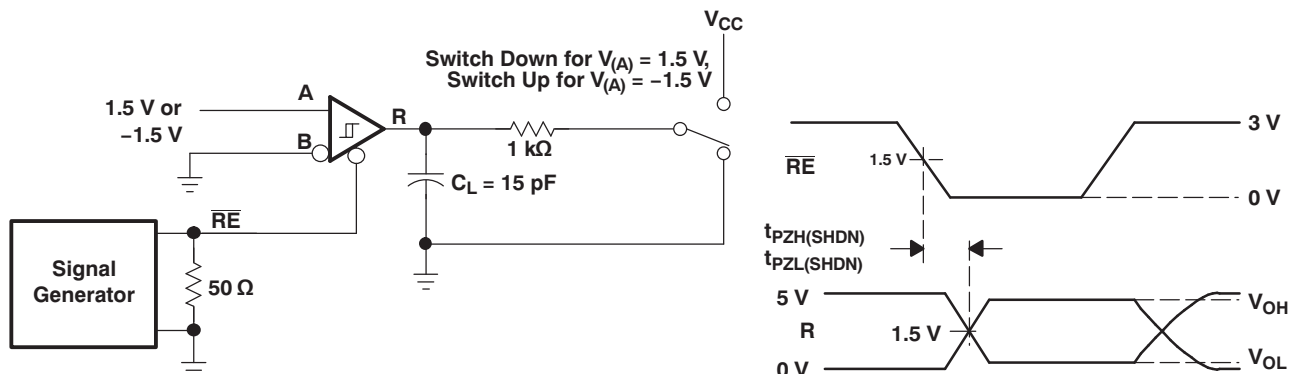 VCC
Switch Down for V(A) = 1.5 V,
Switch Up for V(A) = −1.5 V
1.5 V or
−1.5 V
A
B
R
1 kΩ
CL = 15 pF
RE
Signal
Generator
50 Ω
3 V
RE
1.5 V
0 V
tPZH(SHDN)
tPZL(SHDN)
5 V
VOH
R
1.5 V
0 V
VOL